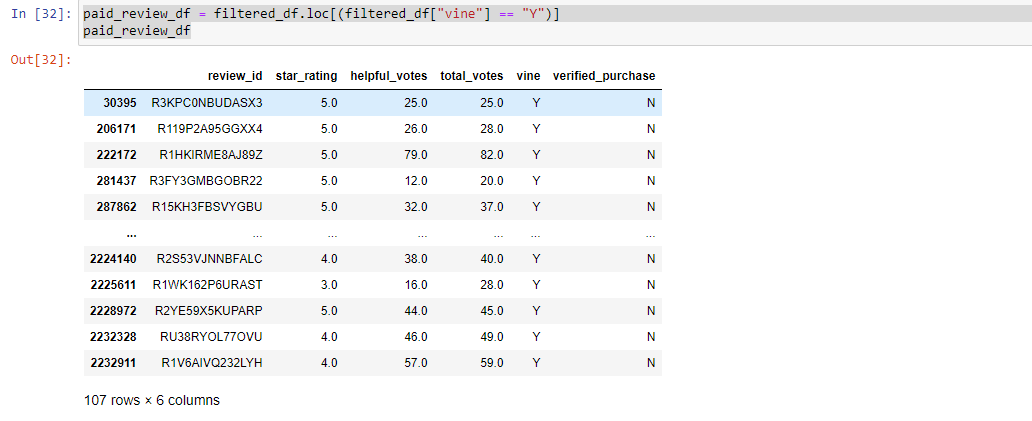 In [32]: paid_review_df = filtered_df.loc[(filtered_df["vine"] == "Y")]
paid_review_df
Out[32]:
review_id star_rating helpful_votes total_votes vine verified_purchase
30395 R3KPC0NBUDASX3 5.0 25.0 25.0 Y N
206171 R119P2A95GGXX4 5.0 26.0 28.0 Y N
222172 R1HKIRME8AJ89Z 5.0 79.0 82.0 Y N
281437 R3FY3GMBGOBR22 5.0 12.0 20.0 Y N
287862 R15KH3FBSVYGBU 5.0 32.0 37.0 Y N
... ... ... ... ... ... ...
2224140 R2S53VJNNBFALC 4.0 38.0 40.0 Y N
2225611 R1WK162P6URAST 3.0 16.0 28.0 Y N
2228972 R2YE59X5KUPARP 5.0 44.0 45.0 Y N
2232328 RU38RYOL77OVU 4.0 46.0 49.0 Y N
2232911 R1V6AIVQ232LYH 4.0 57.0 59.0 Y N
107 rows × 6 columns